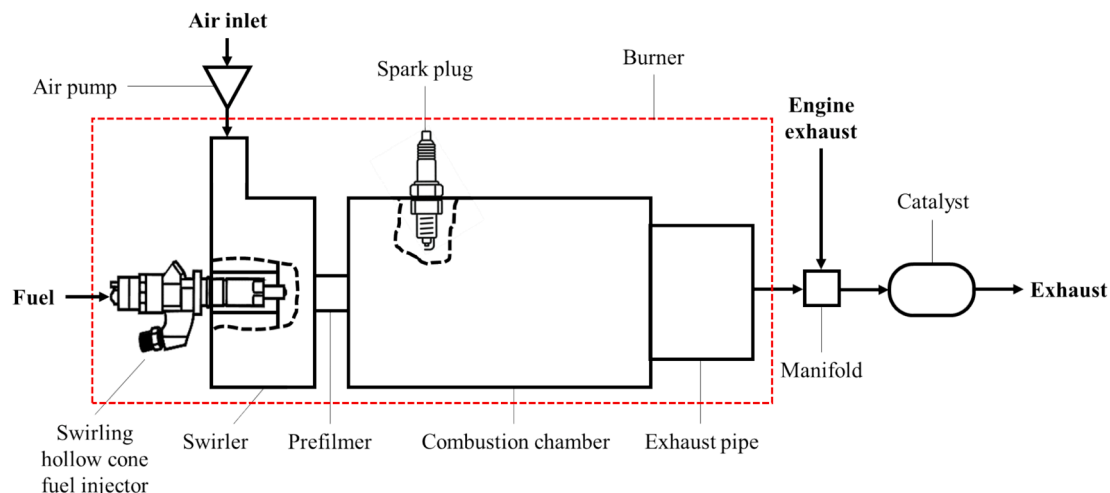 Air inlet
Air pump
Spark plug
Burner
Engine
exhaust
Catalyst
Fuel
Exhaust
Manifold
Swirling
hollow cone
fuel injector
Swirler
Prefilmer
Combustion chamber
Exhaust pipe